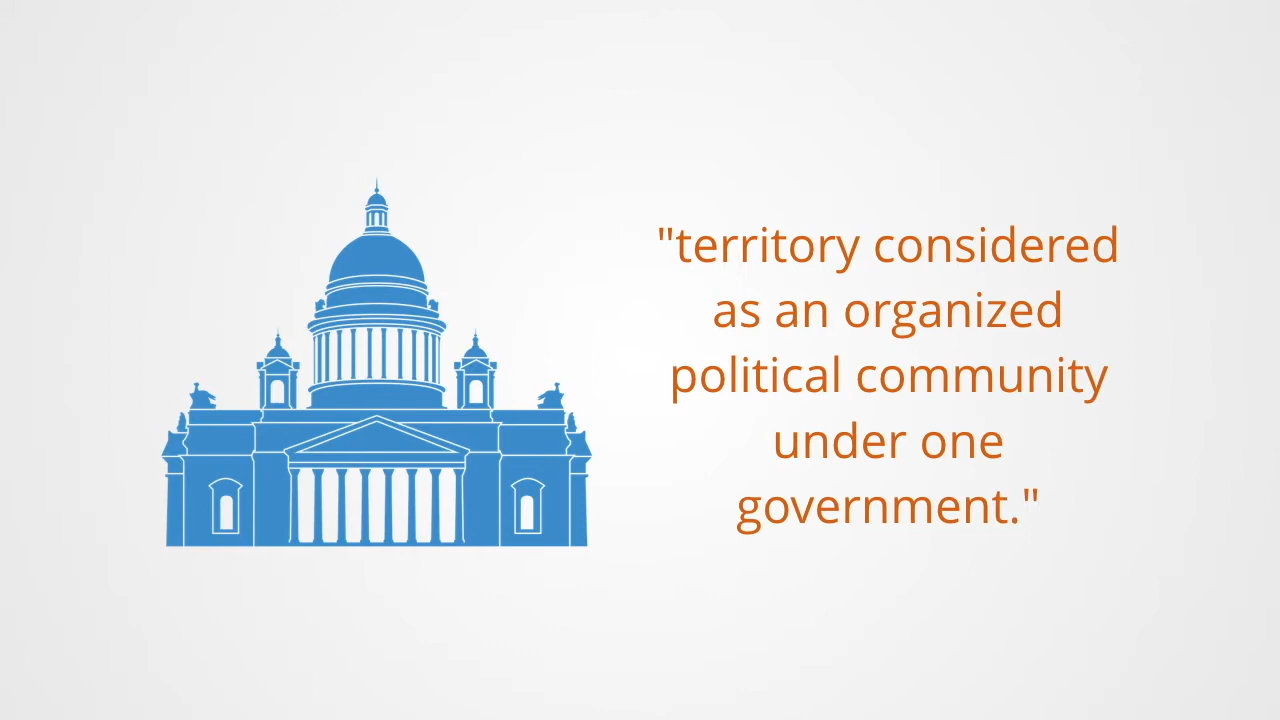 "territory considered
as an organized
political community
under one
government."